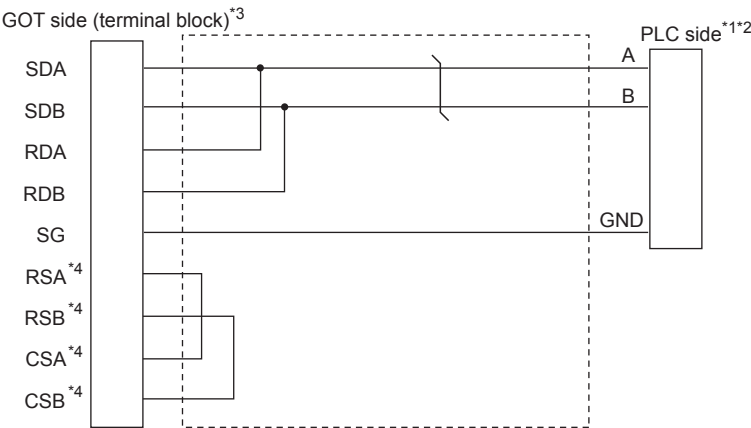 GOT side (terminal block)*3
PLC side*1*2
SDA
A
SDB
B
RDA
RDB
SG
GND
RSA*4
RSB*4
CSA*4
CSB*4